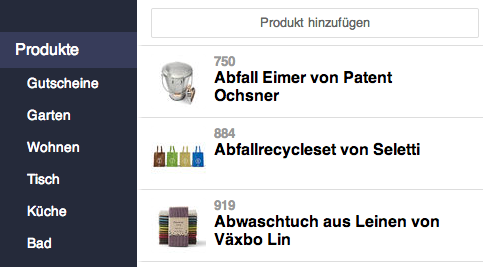 Produkt hinzufügen
Produkte
Gutscheine
Garten
Wohnen
Tisch
Küche
Bad
750
Abfall Eimer von Patent
Ochsner
884
Abfallrecycleset von Seletti
919
Abwaschtuch aus Leinen von
Växbo Lin